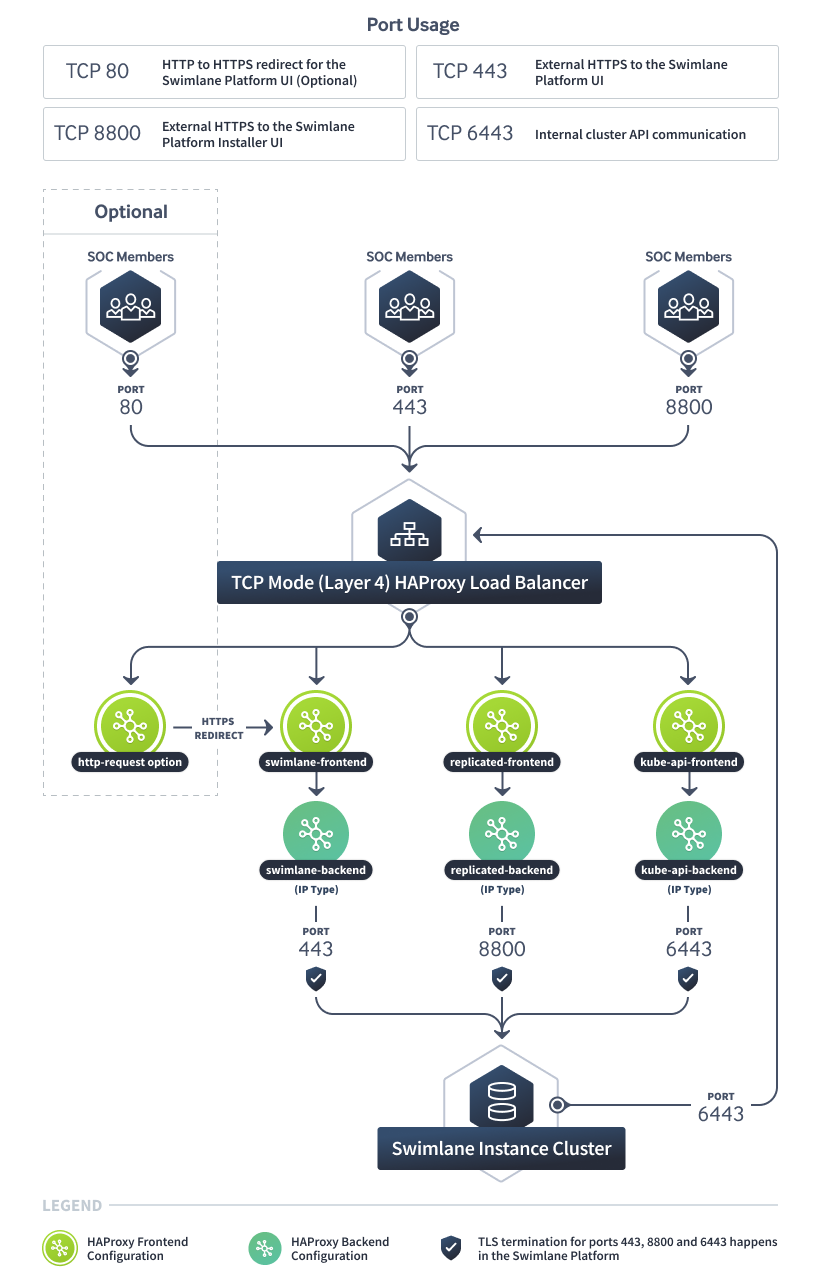 Port Usage
TCP 80
HTTP to HTTPS redirect for the
Swimlane Platform UI (Optional)
TCP 443
External HTTPS to the Swimlane
Platform UI
TCP 8800
External HTTPS to the Swimlane
Platform Installer UI
TCP 6443
Internal cluster API communication
Optional
SOC Members
SOC Members
SOC Members
PORT
80
PORT
443
PORT
8800
TCP Mode (Layer 4) HAProxy Load Balancer
HTTPS
REDIRECT
http-request option
swimlane-frontend
replicated-frontend
kube-api-frontend
swimlane-backend
(IP Type)
replicated-backend
(IP Type)
kube-api-backend
(IP Type)
PORT
443
PORT
8800
PORT
6443
PORT
6443
Swimlane Instance Cluster
LEGEND
HAProxy Frontend
Configuration
HAProxy Backend
Configuration
TLS termination for ports 443, 8800 and 6443 happens
in the Swimlane Platform